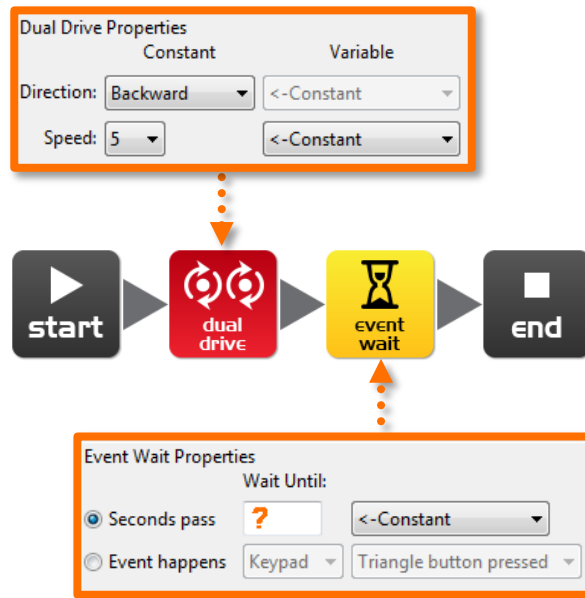 Dual Drive Properties
Constant Variable
Direction: Backward <-Constant
Speed: 5 <-Constant
start
dual
drive
event
wait
end
Event Wait Properties
Wait Until:
Seconds pass ? <-Constant
Event happens Keypad Triangle button pressed